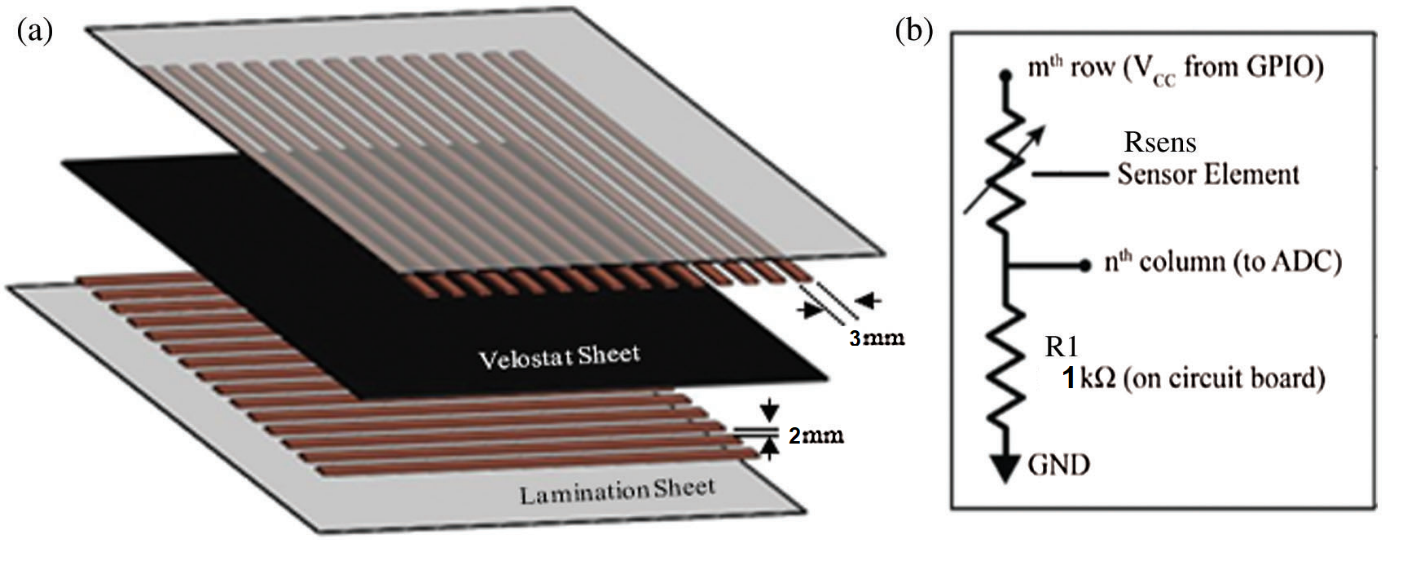 (a)
Velostat Sheet
3mm
2mm
Lamination Sheet
(b)
mᵗʰ row (V_CC from GPIO)
Rsens
Sensor Element
nᵗʰ column (to ADC)
R1
1kΩ (on circuit board)
GND